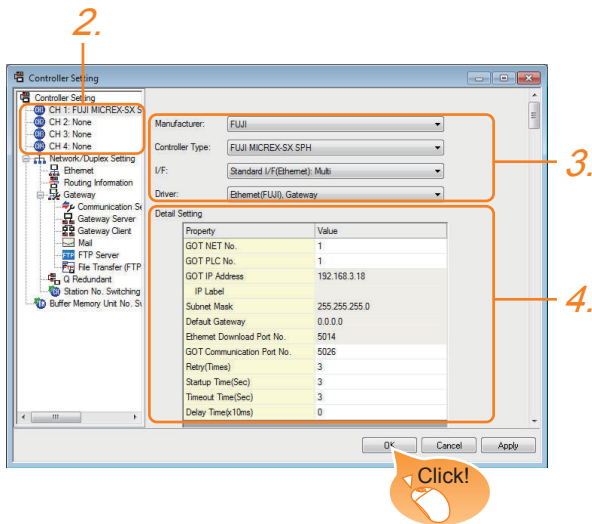 2.
Controller Setting
Controller Setting
CH 1: FUJI MICREX-SX S
CH 2: None
CH 3: None
CH 4: None
Network/Duplex Setting
Ethernet
Routing Information
Gateway
Communication Se
Gateway Server
Gateway Client
Mail
FTP Server
File Transfer (FTP
Q Redundant
Station No. Switching
Buffer Memory Unit No. Sw
Manufacturer: FUJI
Controller Type: FUJI MICREX-SX SPH
I/F: Standard I/F(Ethernet): Multi
Driver: Ethernet(FUJI), Gateway
3.
Detail Setting
Property Value
GOT NET No. 1
GOT PLC No. 1
GOT IP Address 192.168.3.18
IP Label
Subnet Mask 255.255.255.0
Default Gateway 0.0.0.0
Ethernet Download Port No. 5014
GOT Communication Port No. 5026
Retry(Times) 3
Startup Time(Sec) 3
Timeout Time(Sec) 3
Delay Time(x10ms) 0
4.
OK Cancel Apply
Click!